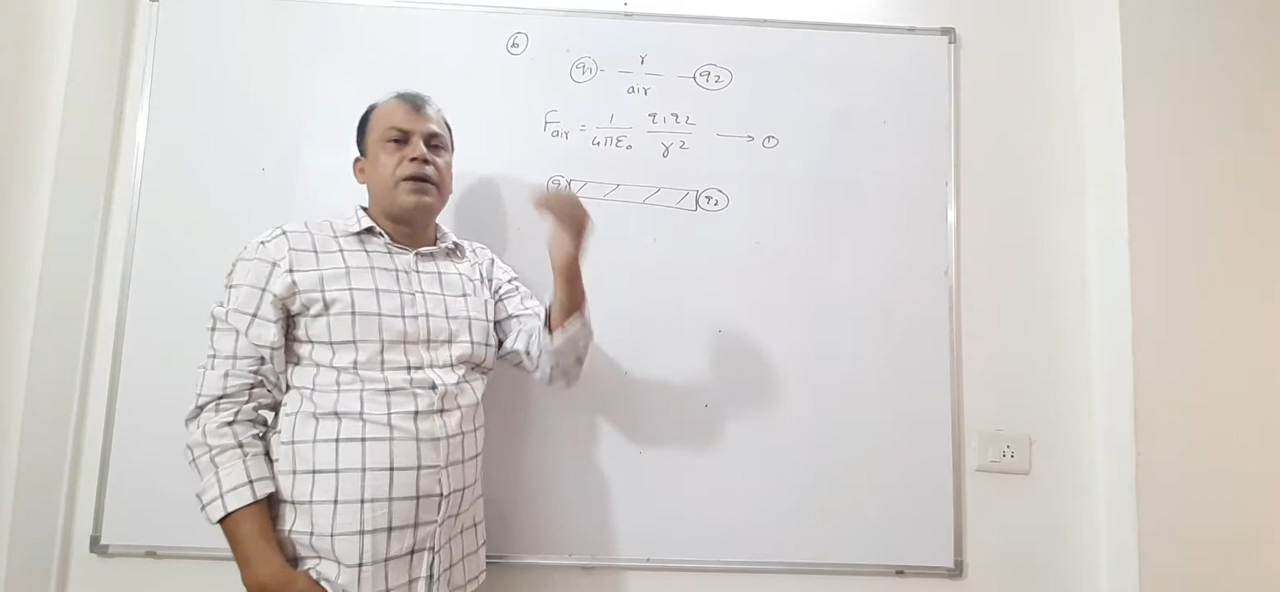 6
q1 — — — q2
r
air
Fair = 1/4πε₀ q1q2/r² → 1
q1 q2